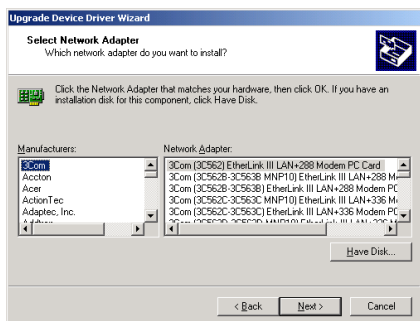 Upgrade Device Driver Wizard
Select Network Adapter
Which network adapter do you want to install?
Click the Network Adapter that matches your hardware, then click OK. If you have an
installation disk for this component, click Have Disk.
Manufacturers:
3Com
Accton
Acer
ActionTec
Adaptec, Inc.
Addtron
Network Adapter:
3Com (3C562) EtherLink III LAN+288 Modem PC Card
3Com (3C562B-3C563B MNP10) EtherLink III LAN+288 M
3Com (3C562B-3C563B) EtherLink III LAN+288 Modem PC
3Com (3C562C-3C563C MNP10) EtherLink III LAN+336 M
3Com (3C562C-3C563C) EtherLink III LAN+336 Modem PC
Have Disk...
< Back
Next >
Cancel